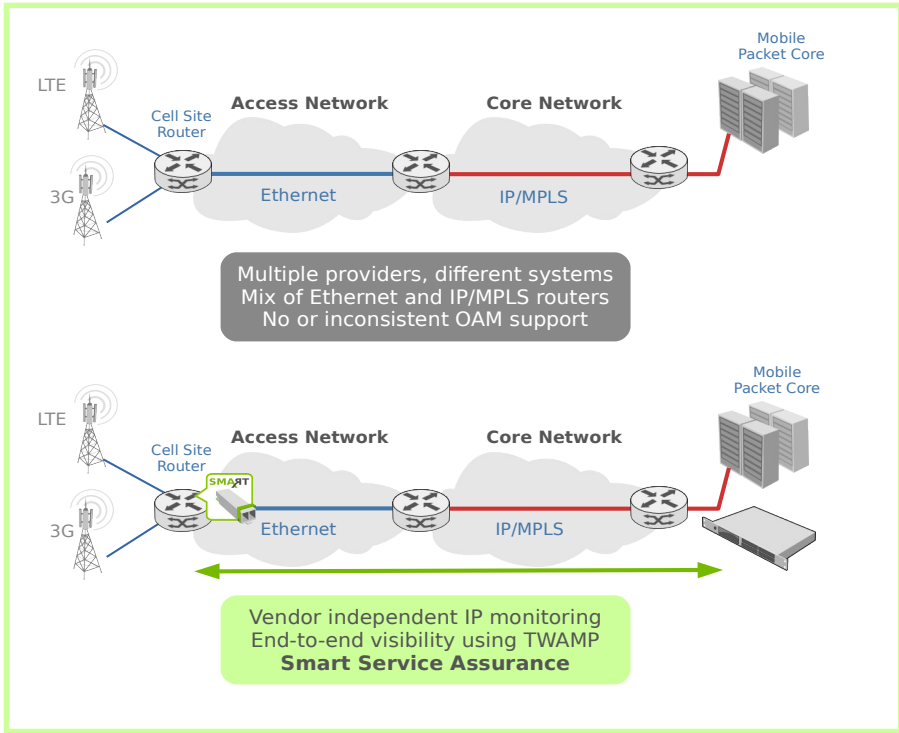 Mobile
Packet Core
LTE
Access Network
Core Network
Cell Site
Router
3G
Ethernet
IP/MPLS
Multiple providers, different systems
Mix of Ethernet and IP/MPLS routers
No or inconsistent OAM support
Mobile
Packet Core
LTE
Access Network
Core Network
Cell Site
Router
SMART
3G
Ethernet
IP/MPLS
Vendor independent IP monitoring
End-to-end visibility using TWAMP
Smart Service Assurance